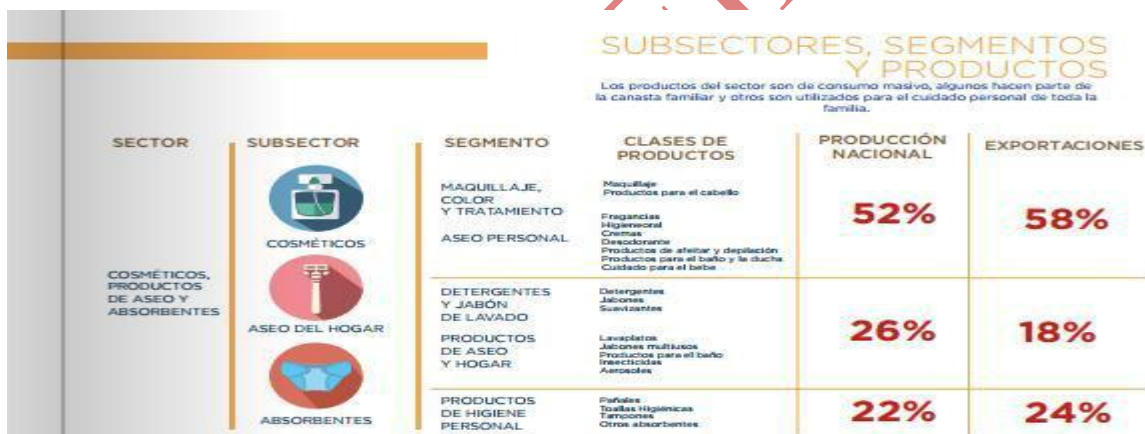 SUBSECTORES, SEGMENTOS
Y PRODUCTOS
Los productos del sector son de consumo masivo, algunos hacen parte de
la canasta familiar y otros son utilizados para el cuidado personal de toda la
familia.
SECTOR
SUBSECTOR
SEGMENTO
CLASES DE
PRODUCTOS
PRODUCCIÓN
NACIONAL
EXPORTACIONES
COSMÉTICOS,
PRODUCTOS
DE ASEO Y
ABSORBENTES
COSMÉTICOS
MAQUILLAJE,
COLOR
Y TRATAMIENTO
ASEO PERSONAL
Maquillaje
Productos para el cabello
Fragancias
Higieneoral
Cremas
Desodorante
Productos de afeitar y depilación
Productos para el baño y la ducha
Cuidado para el bebe
52%
58%
ASEO DEL HOGAR
DETERGENTES
Y JABÓN
DE LAVADO
PRODUCTOS
DE ASEO
Y HOGAR
Detergentes
Jabones
Suavizantes
Lavaplatos
Jabones multiusos
Productos para el baño
Insecticidas
Aerosoles
26%
18%
ABSORBENTES
PRODUCTOS
DE HIGIENE
PERSONAL
Pañales
Toallas Higiénicas
Tampones
Otros absorbentes
22%
24%